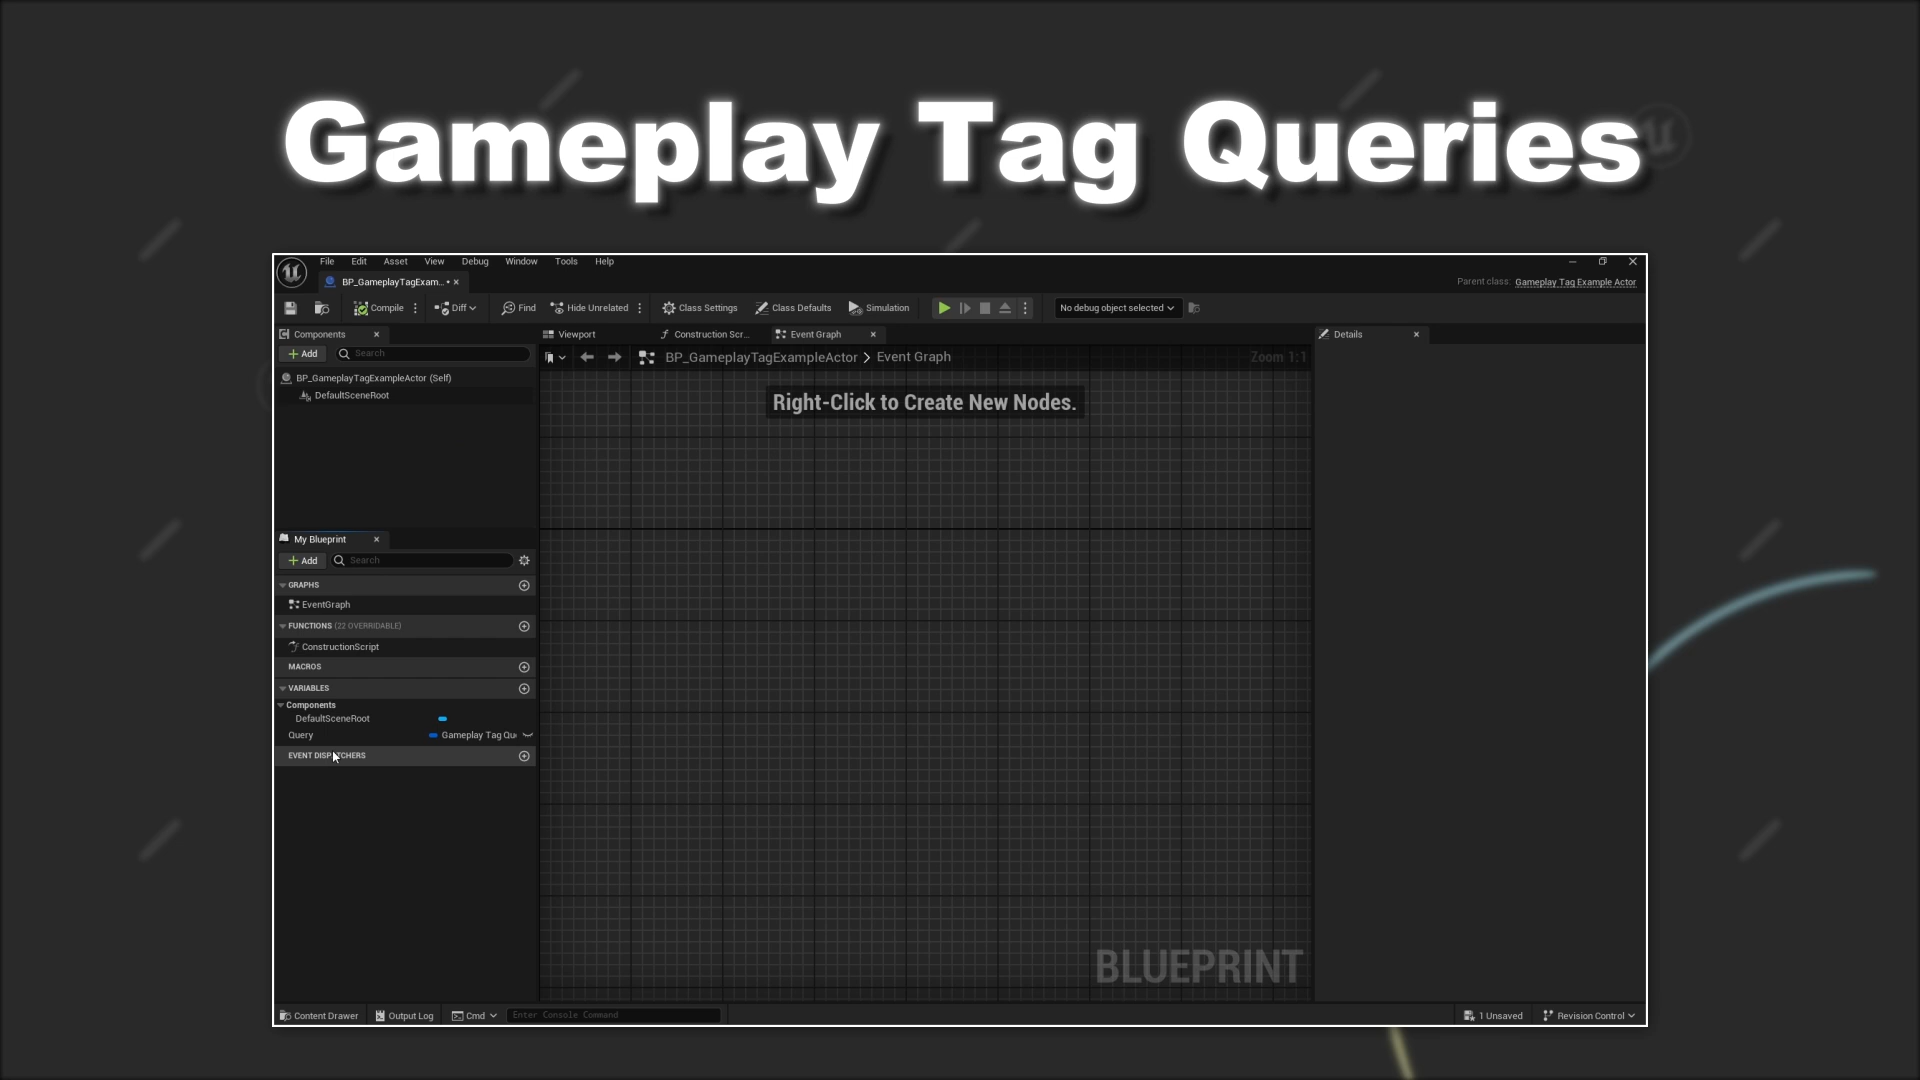 Gameplay Tag Queries
File Edit Asset View Debug Window Tools Help
BP_GameplayTagExam...
Parent class: Gameplay Tag Example Actor
Compile Diff Find Hide Unrelated Class Settings Class Defaults Simulation No debug object selected
Components Viewport Construction Scr... Event Graph Details
Add Search
BP_GameplayTagExampleActor > Event Graph Zoom 1:1
BP_GameplayTagExampleActor (Self)
DefaultSceneRoot
Right-Click to Create New Nodes.
My Blueprint
Add Search
GRAPHS
EventGraph
FUNCTIONS (22 OVERRIDABLE)
ConstructionScript
MACROS
VARIABLES
Components
DefaultSceneRoot
Query Gameplay Tag Qu
EVENT DISPATCHERS
BLUEPRINT
Content Drawer Output Log Cmd Enter Console Command 1 Unsaved Revision Control